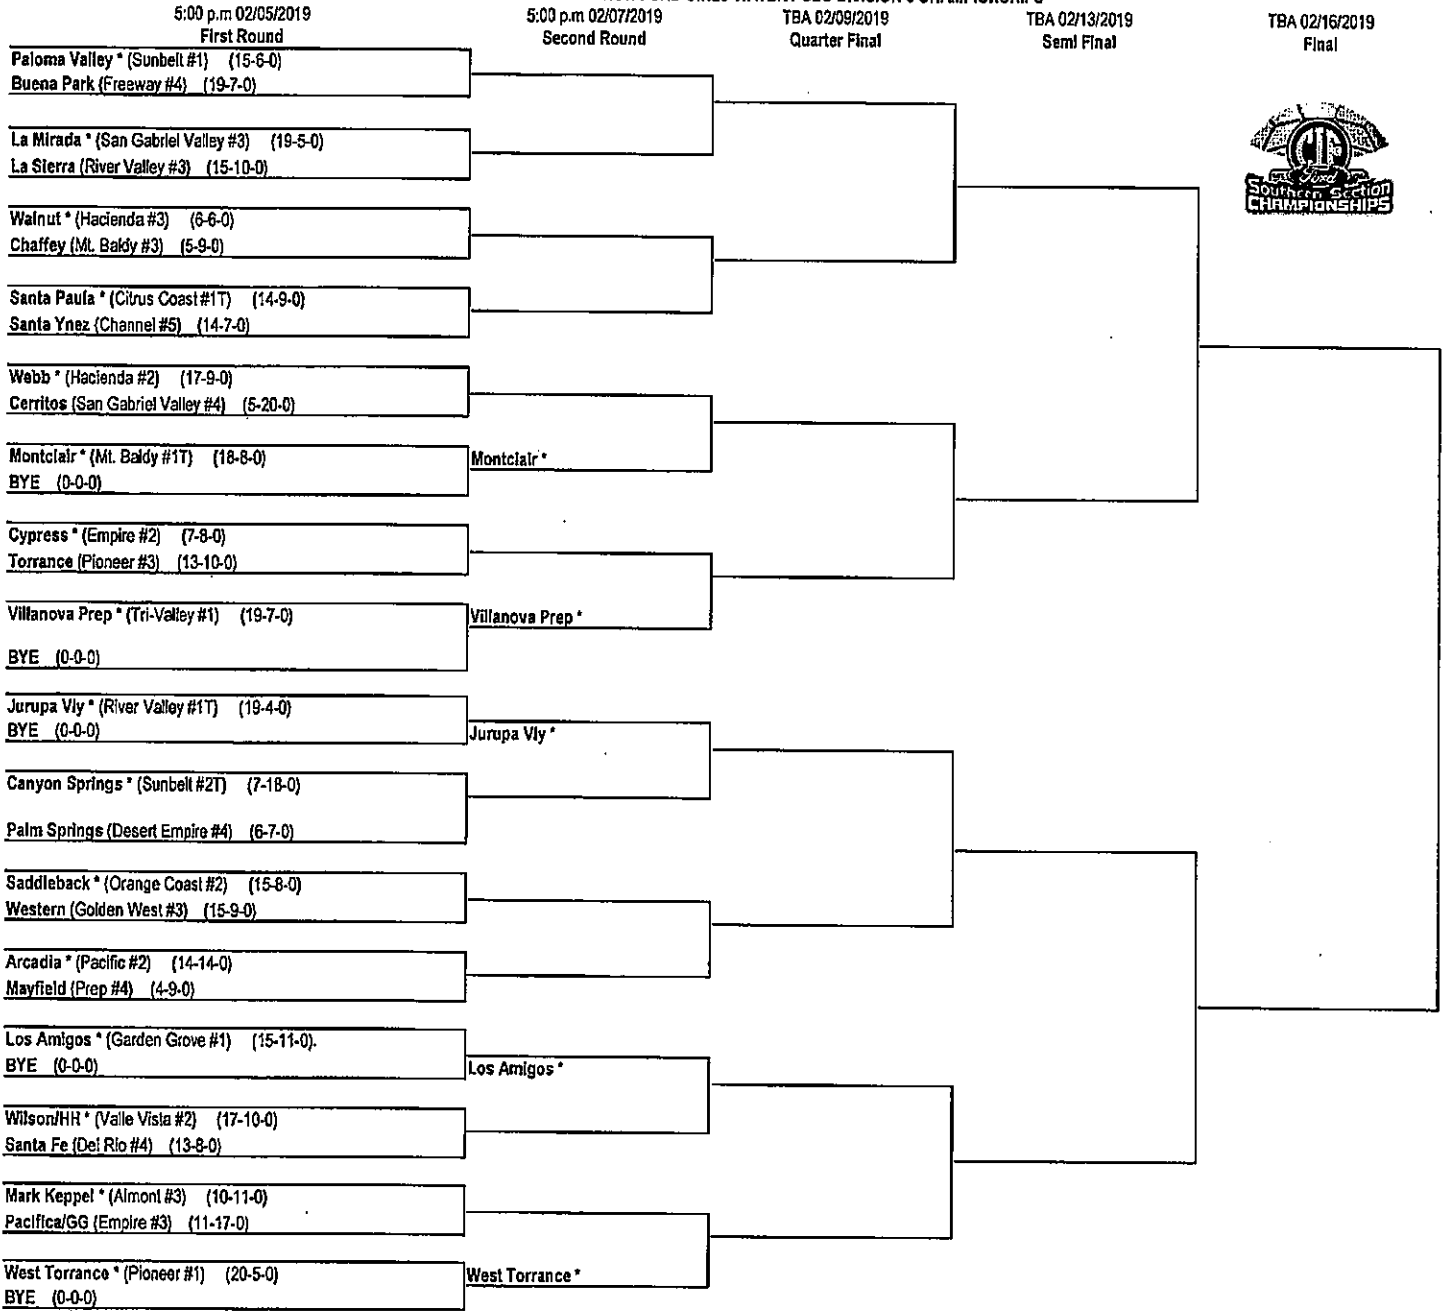 5:00 p.m 02/05/2019
First Round
5:00 p.m 02/07/2019
Second Round
TBA 02/09/2019
Quarter Final
TBA 02/13/2019
Semi Final
TBA 02/16/2019
Final
Paloma Valley * (Sunbelt #1) (15-6-0)
Buena Park (Freeway #4) (19-7-0)
La Mirada * (San Gabriel Valley #3) (19-5-0)
La Sierra (River Valley #3) (15-10-0)
Walnut * (Hacienda #3) (6-6-0)
Chaffey (Mt. Baldy #3) (5-9-0)
Santa Paula * (Citrus Coast #1T) (14-9-0)
Santa Ynez (Channel #5) (14-7-0)
Webb * (Hacienda #2) (17-9-0)
Cerritos (San Gabriel Valley #4) (5-20-0)
Montclair * (Mt. Baldy #1T) (18-8-0)
BYE (0-0-0)
Montclair *
Cypress * (Empire #2) (7-8-0)
Torrance (Pioneer #3) (13-10-0)
Villanova Prep * (Tri-Valley #1) (19-7-0)
BYE (0-0-0)
Villanova Prep *
Jurupa Vly * (River Valley #1T) (19-4-0)
BYE (0-0-0)
Jurupa Vly *
Canyon Springs * (Sunbelt #2T) (7-18-0)
Palm Springs (Desert Empire #4) (6-7-0)
Saddleback * (Orange Coast #2) (15-8-0)
Western (Golden West #3) (15-9-0)
Arcadia * (Pacific #2) (14-14-0)
Mayfield (Prep #4) (4-9-0)
Los Amigos * (Garden Grove #1) (15-11-0).
BYE (0-0-0)
Los Amigos *
Wilson/HH * (Valle Vista #2) (17-10-0)
Santa Fe (Del Rio #4) (13-8-0)
Mark Keppel * (Almont #3) (10-11-0)
Pacifica/GG (Empire #3) (11-17-0)
West Torrance * (Pioneer #1) (20-5-0)
BYE (0-0-0)
West Torrance *
Ford
Southern Section
CHAMPIONSHIPS